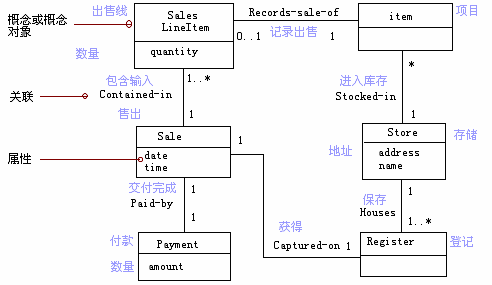 概念或概念
对象
出售线
Sales
LineItem
quantity
数量
Records-sale-of
0..1
记录出售
1
item
项目
*
1..*
包含输入
Contained-in
关联
进入库存
Stocked-in
售出
1
1
Sale
date
time
属性
1
Store
address
name
存储
地址
交付完成
Paid-by
1
1
保存
Houses
1
1..*
付款
Payment
数量
amount
获得
Captured-on
1
Register
登记